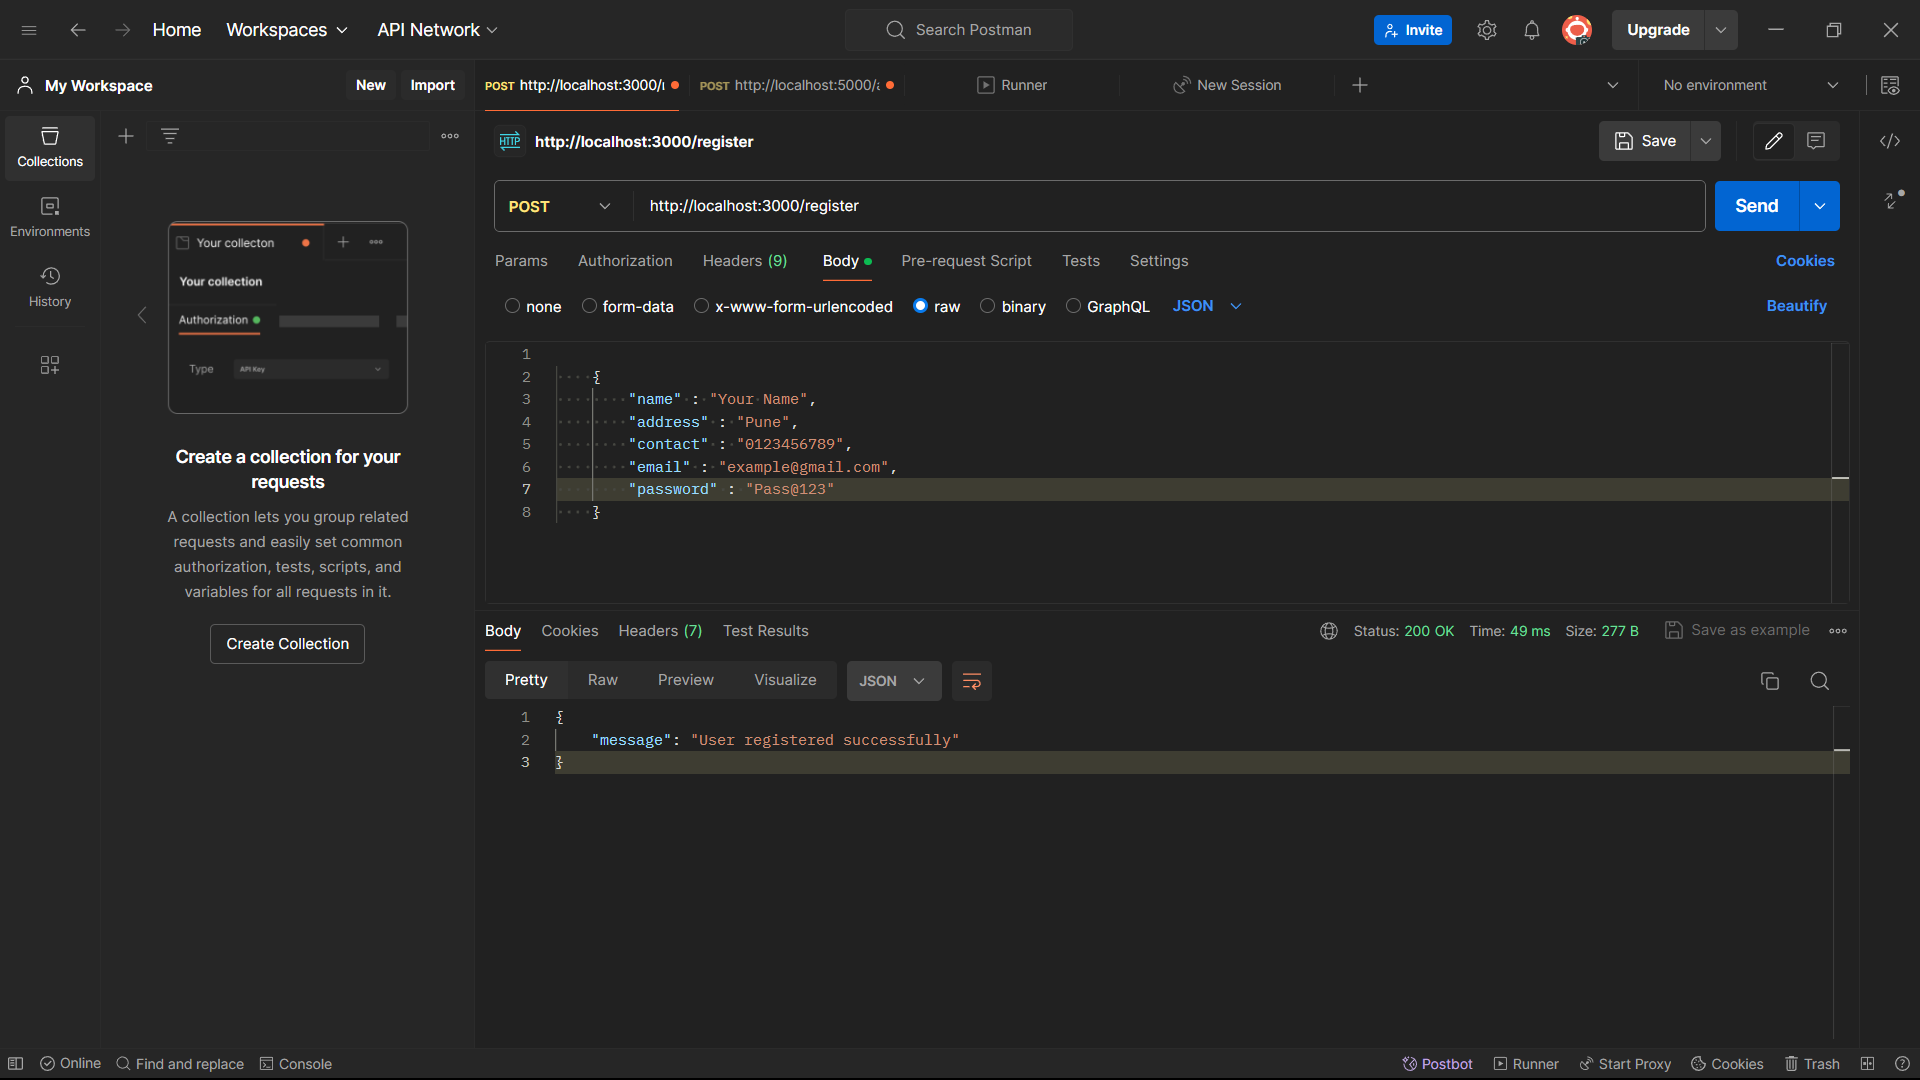 Home
Workspaces
API Network
Search Postman
Invite
Upgrade
My Workspace
New
Import
POST http://localhost:3000/
POST http://localhost:5000/
Runner
New Session
No environment
Collections
Environments
History
Your collecton
Your collection
Authorization
Type
API Key
Create a collection for your
requests
A collection lets you group related
requests and easily set common
authorization, tests, scripts, and
variables for all requests in it.
Create Collection
HTTP http://localhost:3000/register
Save
POST
http://localhost:3000/register
Send
Params
Authorization
Headers (9)
Body
Pre-request Script
Tests
Settings
Cookies
none
form-data
x-www-form-urlencoded
raw
binary
GraphQL
JSON
Beautify
1
2 {
3 "name" : "Your Name",
4 "address" : "Pune",
5 "contact" : "0123456789",
6 "email" : "example@gmail.com",
7 "password" : "Pass@123"
8 }
Body
Cookies
Headers (7)
Test Results
Status: 200 OK
Time: 49 ms
Size: 277 B
Save as example
Pretty
Raw
Preview
Visualize
JSON
1 {
2 "message": "User registered successfully"
3 }
Online
Find and replace
Console
Postbot
Runner
Start Proxy
Cookies
Trash